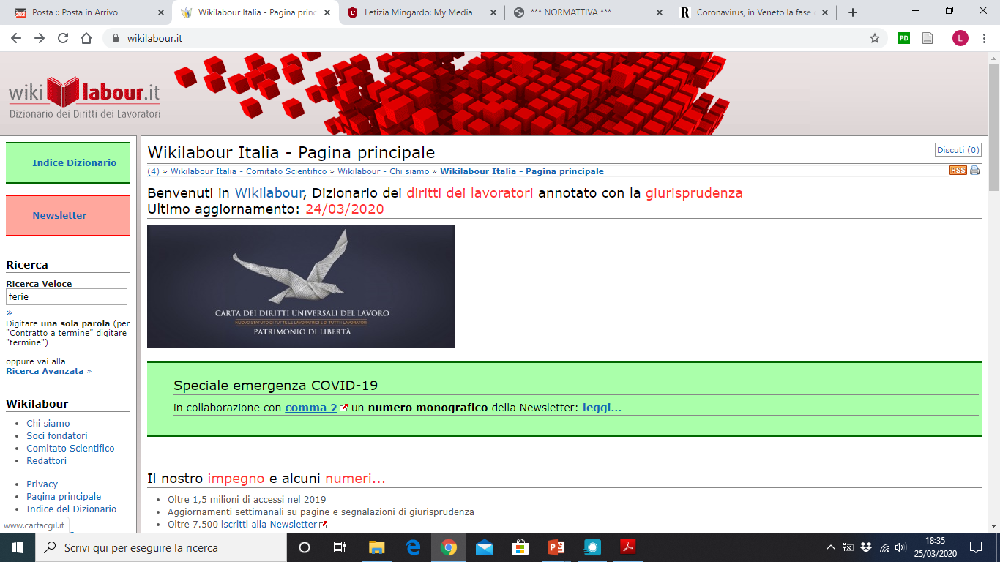 202
Posta :: Posta in Arrivo
Wikilabour Italia - Pagina princ
Letizia Mingardo: My Media
*** NORMATTIVA ***
R
Coronavirus, in Veneto la fase
wikilabour.it
PD
L
wiki labour.it
Dizionario dei Diritti dei Lavoratori
Indice Dizionario
Newsletter
Ricerca
Ricerca Veloce
ferie
»
Digitare una sola parola (per
"Contratto a termine" digitare
"termine")
oppure vai alla
Ricerca Avanzata »
Wikilabour
• Chi siamo
• Soci fondatori
• Comitato Scientifico
• Redattori
• Privacy
• Pagina principale
• Indice del Dizionario
www.cartacgil.it
Wikilabour Italia - Pagina principale
Discuti (0)
(4) » Wikilabour Italia - Comitato Scientifico » Wikilabour - Chi siamo » Wikilabour Italia - Pagina principale
RSS
Benvenuti in Wikilabour, Dizionario dei diritti dei lavoratori annotato con la giurisprudenza
Ultimo aggiornamento: 24/03/2020
CARTA DEI DIRITTI UNIVERSALI DEL LAVORO
NUOVO STATUTO DI TUTTE LE LAVORATRICI E DI TUTTI I LAVORATORI
PATRIMONIO DI LIBERTÀ
Speciale emergenza COVID-19
in collaborazione con comma 2 un numero monografico della Newsletter: leggi...
Il nostro impegno e alcuni numeri...
• Oltre 1,5 milioni di accessi nel 2019
• Aggiornamenti settimanali su pagine e segnalazioni di giurisprudenza
• Oltre 7.500 iscritti alla Newsletter
Scrivi qui per eseguire la ricerca
18:35
25/03/2020